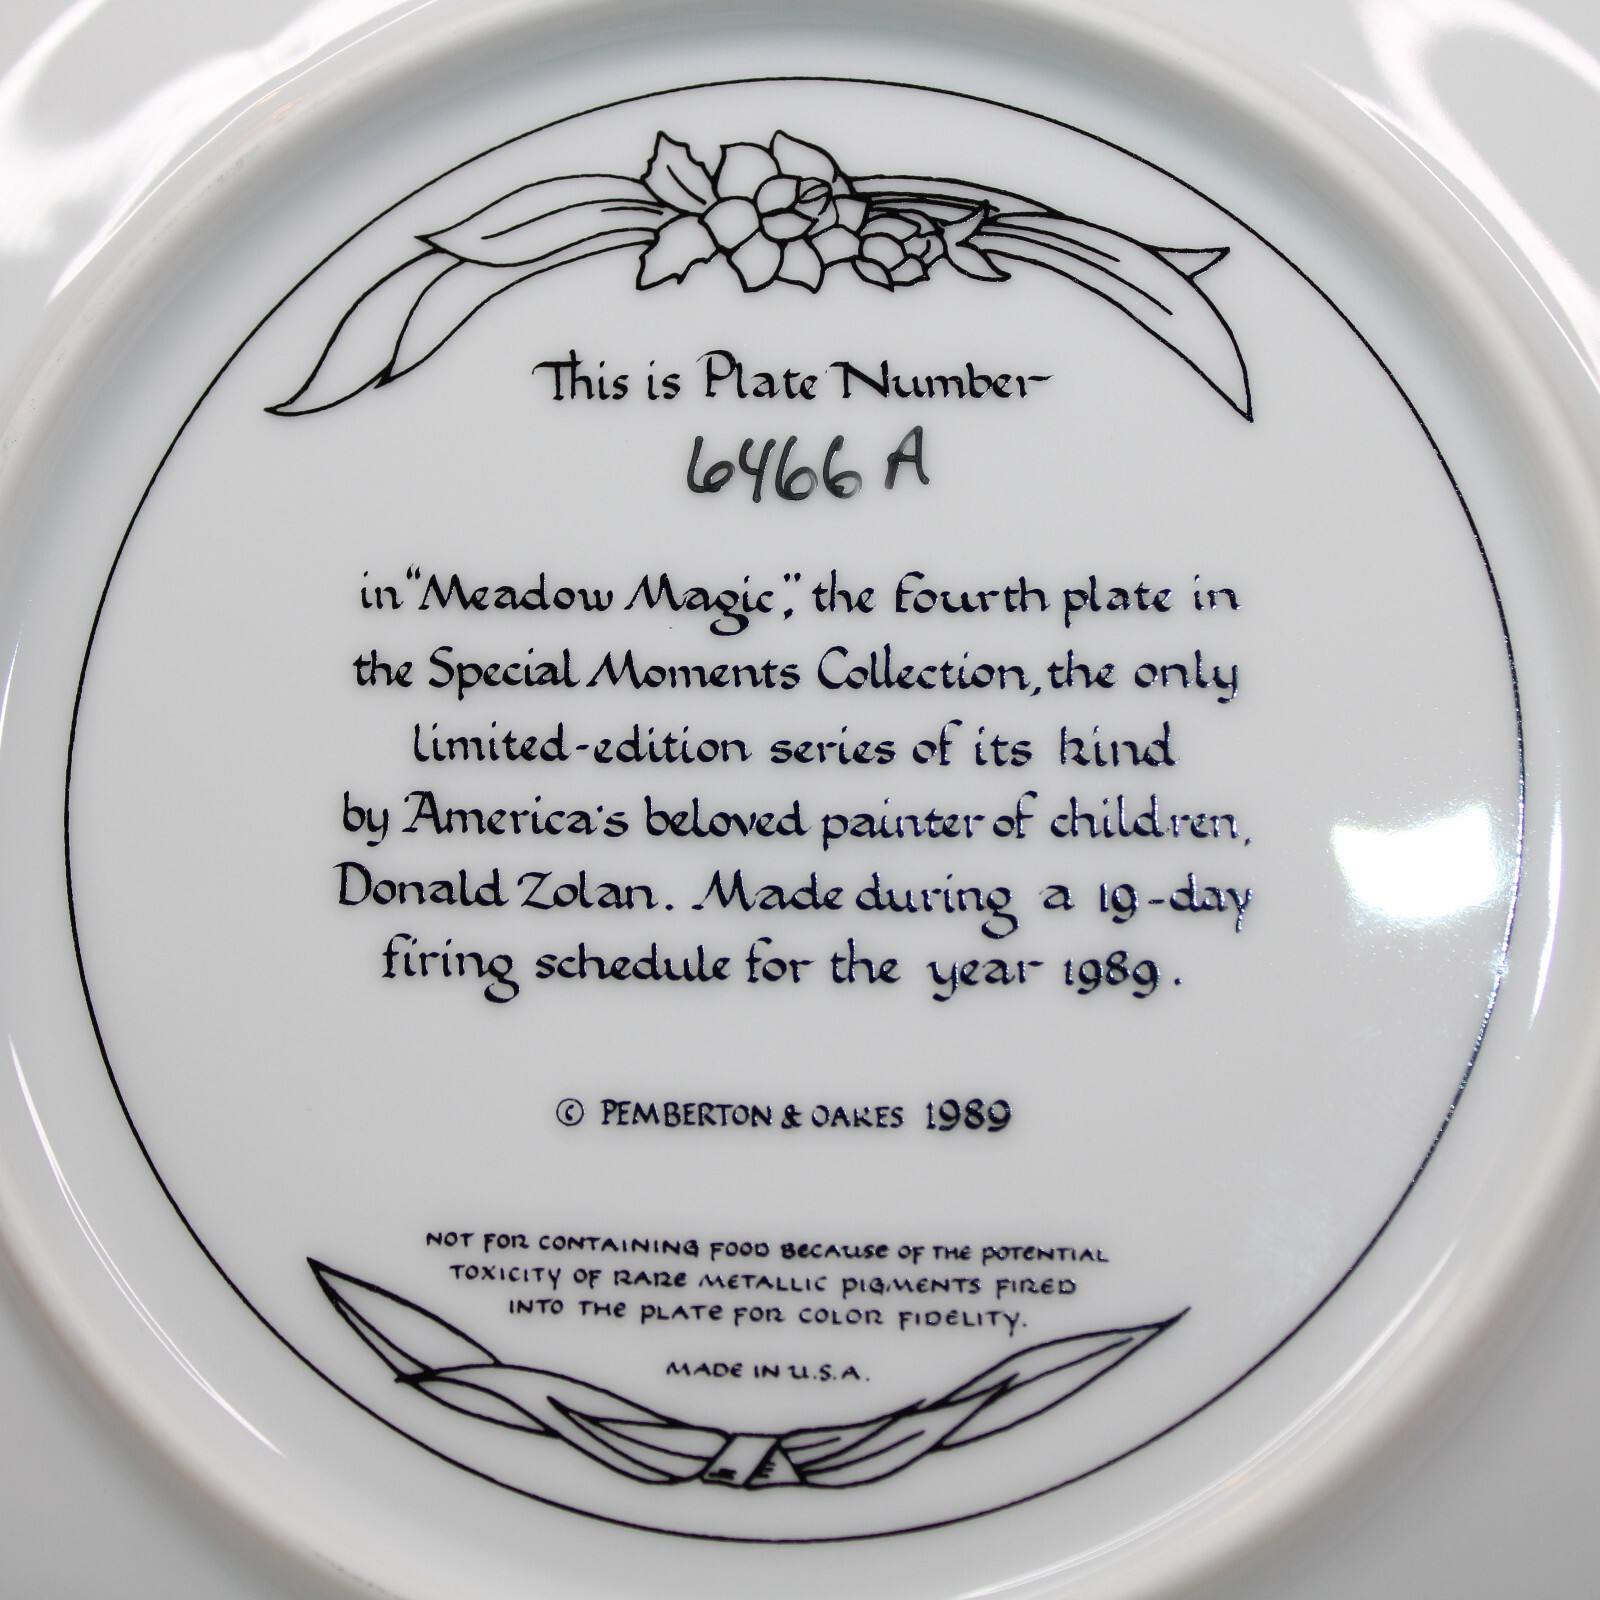 This is Plate Number
6466 A
in "Meadow Magic," the fourth plate in
the Special Moments Collection, the only
limited-edition series of its kind
by America's beloved painter of children,
Donald Zolan. Made during a 19-day
firing schedule for the year 1989.
© PEMBERTON & OAKES 1989
NOT FOR CONTAINING FOOD BECAUSE OF THE POTENTIAL
TOXICITY OF RARE METALLIC PIGMENTS FIRED
INTO THE PLATE FOR COLOR FIDELITY.
MADE IN U.S.A.